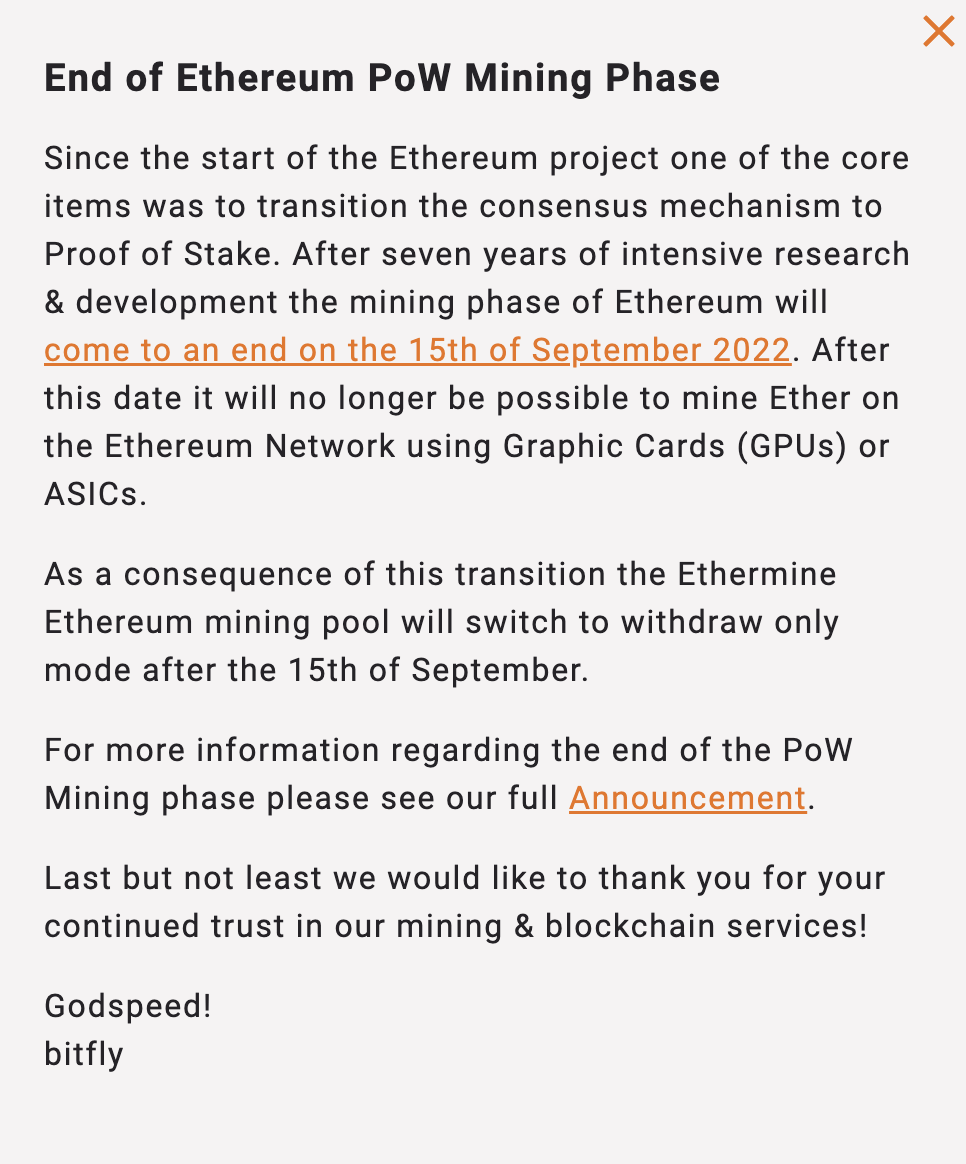 End of Ethereum PoW Mining Phase
Since the start of the Ethereum project one of the core
items was to transition the consensus mechanism to
Proof of Stake. After seven years of intensive research
& development the mining phase of Ethereum will
come to an end on the 15th of September 2022. After
this date it will no longer be possible to mine Ether on
the Ethereum Network using Graphic Cards (GPUs) or
ASICs.
As a consequence of this transition the Ethermine
Ethereum mining pool will switch to withdraw only
mode after the 15th of September.
For more information regarding the end of the PoW
Mining phase please see our full Announcement.
Last but not least we would like to thank you for your
continued trust in our mining & blockchain services!
Godspeed!
bitfly